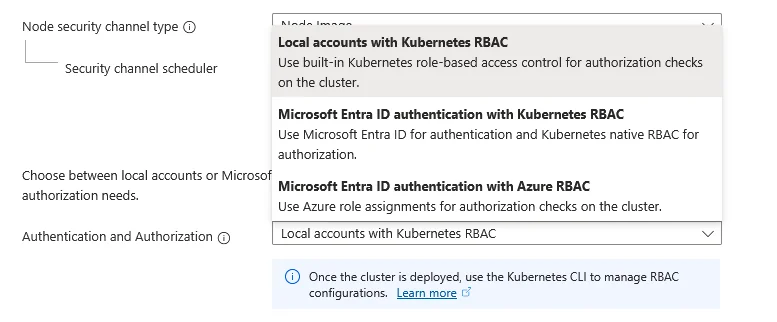 Node security channel type
Node Image
Local accounts with Kubernetes RBAC
Use built-in Kubernetes role-based access control for authorization checks
on the cluster.
Security channel scheduler
Microsoft Entra ID authentication with Kubernetes RBAC
Use Microsoft Entra ID for authentication and Kubernetes native RBAC for
authorization.
Choose between local accounts or
authorization needs.
Microsoft Entra ID authentication with Azure RBAC
Use Azure role assignments for authorization checks on the cluster.
Authentication and Authorization
Local accounts with Kubernetes RBAC
Once the cluster is deployed, use the Kubernetes CLI to manage RBAC
configurations. Learn more